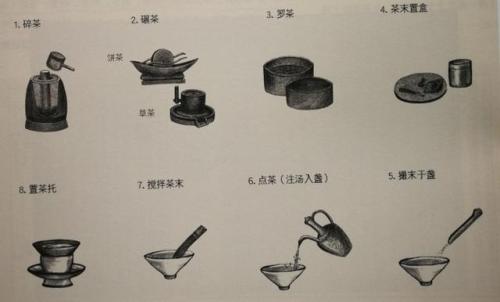 1. 碎茶
2. 碾茶
3. 罗茶
4. 茶末置盒
饼茶
草茶
8. 置茶托
7. 搅拌茶末
6. 点茶（注汤入盏）
5. 撮末于盏